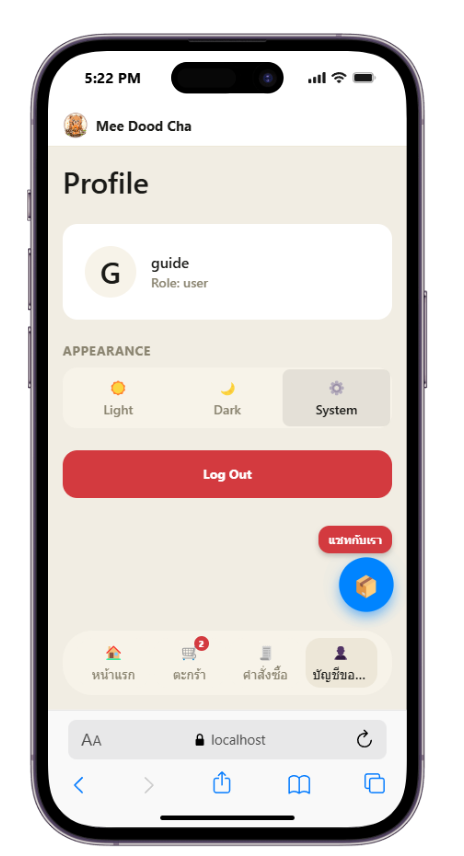 5:22 PM
Mee Dood Cha
Profile
G
guide
Role: user
APPEARANCE
Light
Dark
System
Log Out
แชทกับเรา
2
หน้าแรก
ตะกร้า
คำสั่งซื้อ
บัญชีขอ...
AA
localhost